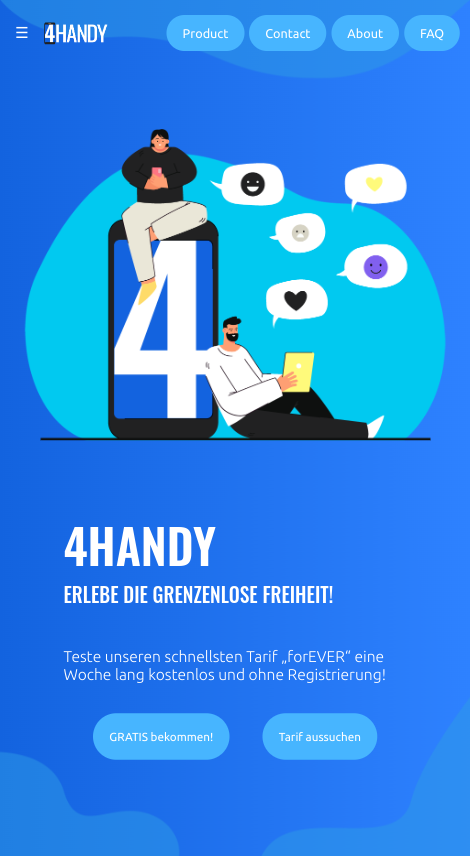 ☰ 4HANDY Product Contact About FAQ
4
4HANDY
ERLEBE DIE GRENZENLOSE FREIHEIT!
Teste unseren schnellsten Tarif „forEVER“ eine
Woche lang kostenlos und ohne Registrierung!
GRATIS bekommen! Tarif aussuchen